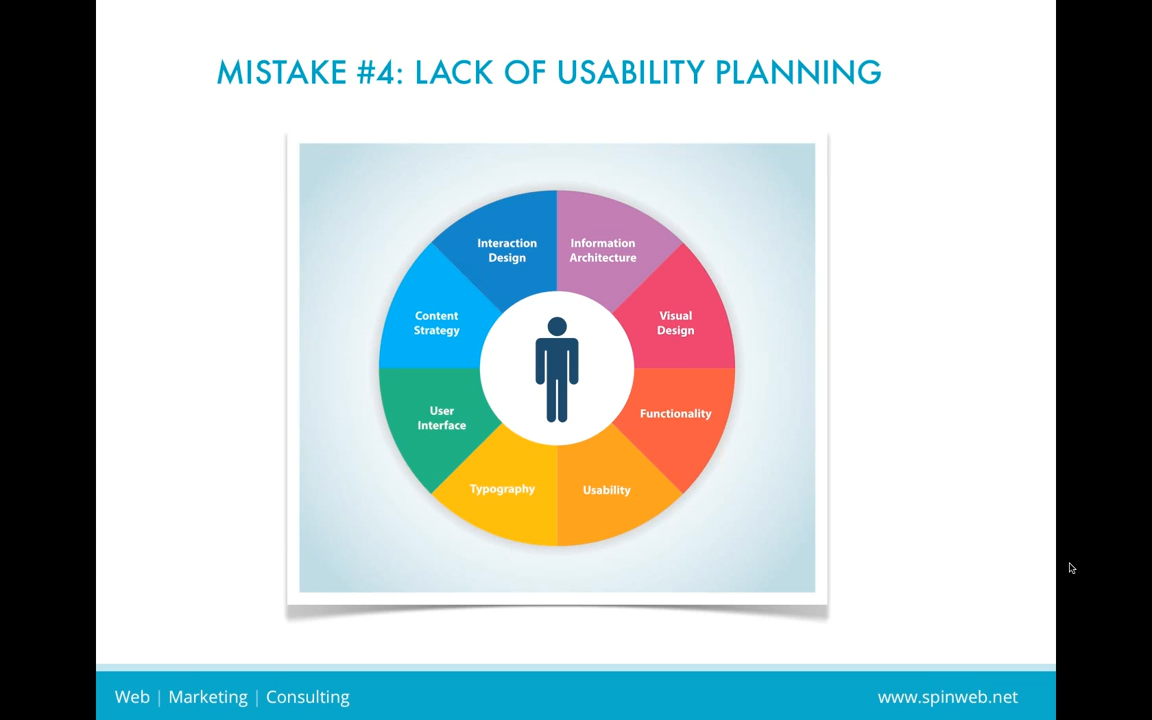 MISTAKE #4: LACK OF USABILITY PLANNING
Interaction
Design
Information
Architecture
Content
Strategy
Visual
Design
User
Interface
Functionality
Typography
Usability
Web | Marketing | Consulting
www.spinweb.net